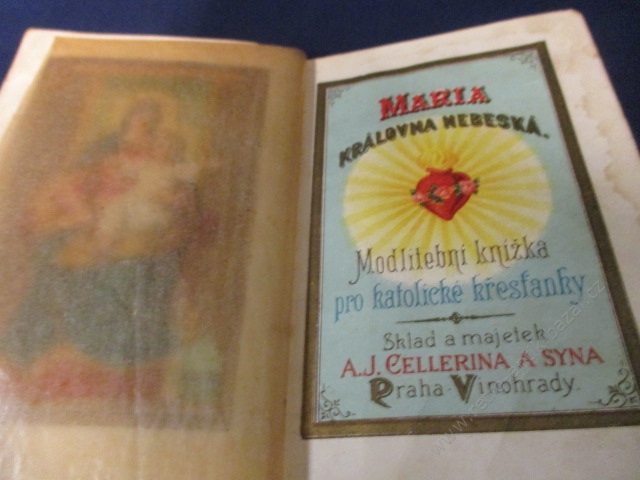 MARIA
KRÁLOVNA NEBESKÁ.
Modlitební knížka
pro katolické křesťanky
Sklad a majetek
A.J. CELLERINA A SYNA
Praha-Vinohrady.